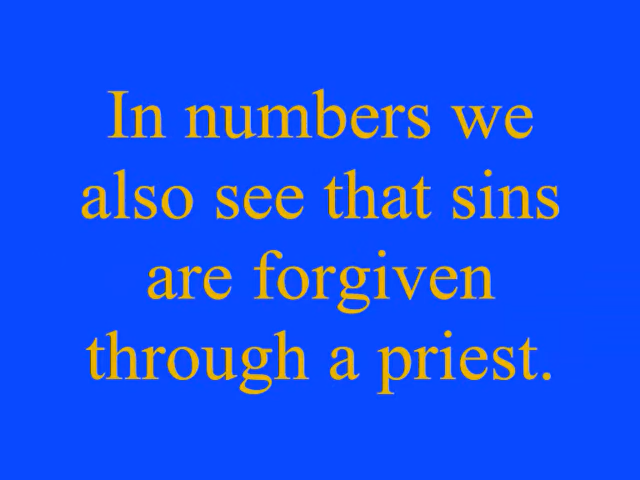 In numbers we
also see that sins
are forgiven
through a priest.